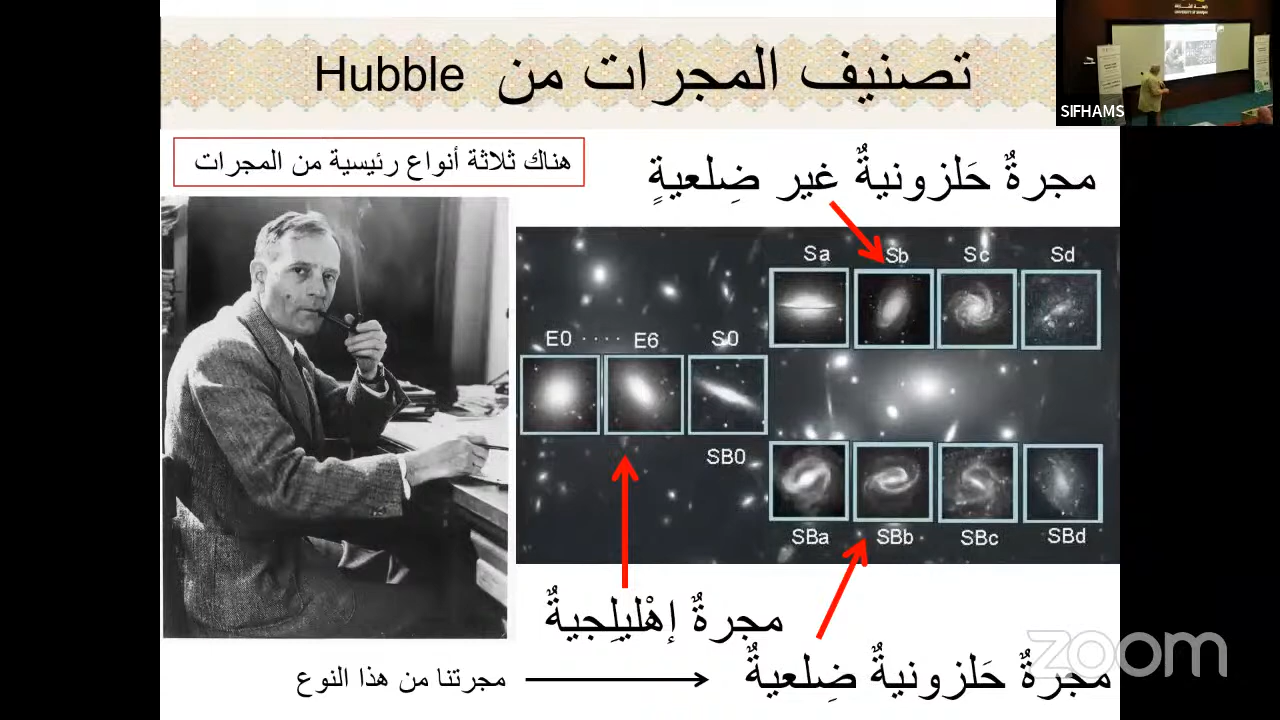 تصنيف المجرات من Hubble
SIFHAMS
هناك ثلاثة أنواع رئيسية من المجرات
مجرةٌ حَلزونيةٌ غير ضِلعيةٍ
Sa Sb Sc Sd
E0 .... E6 S0
SB0
SBa SBb SBc SBd
مجرةٌ إهْليلِجيةٌ
مجرةٌ حَلزونيةٌ ضِلعيةٌ
مجرتنا من هذا النوع
zoom